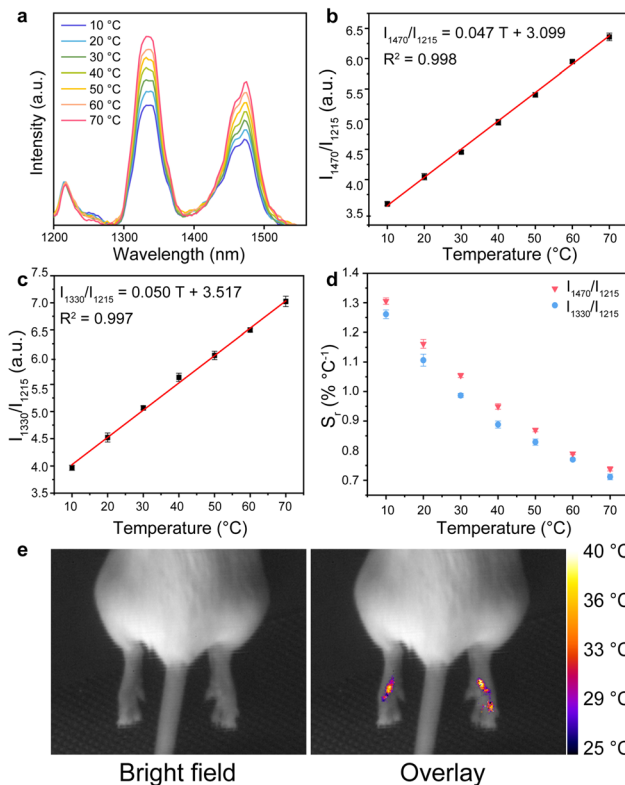 a
10 °C
20 °C
30 °C
40 °C
50 °C
60 °C
70 °C
Intensity (a.u.)
1200 1300 1400 1500
Wavelength (nm)
b
I1470/I1215 = 0.047 T + 3.099
R² = 0.998
I1470/I1215 (a.u.)
6.5
6.0
5.5
5.0
4.5
4.0
3.5
10 20 30 40 50 60 70
Temperature (°C)
c
I1330/I1215 = 0.050 T + 3.517
R² = 0.997
I1330/I1215 (a.u.)
7.5
7.0
6.5
6.0
5.5
5.0
4.5
4.0
3.5
10 20 30 40 50 60 70
Temperature (°C)
d
I1470/I1215
I1330/I1215
Sr (% °C⁻¹)
1.4
1.3
1.2
1.1
1.0
0.9
0.8
0.7
10 20 30 40 50 60 70
Temperature (°C)
e
40 °C
36 °C
33 °C
29 °C
25 °C
Bright field
Overlay